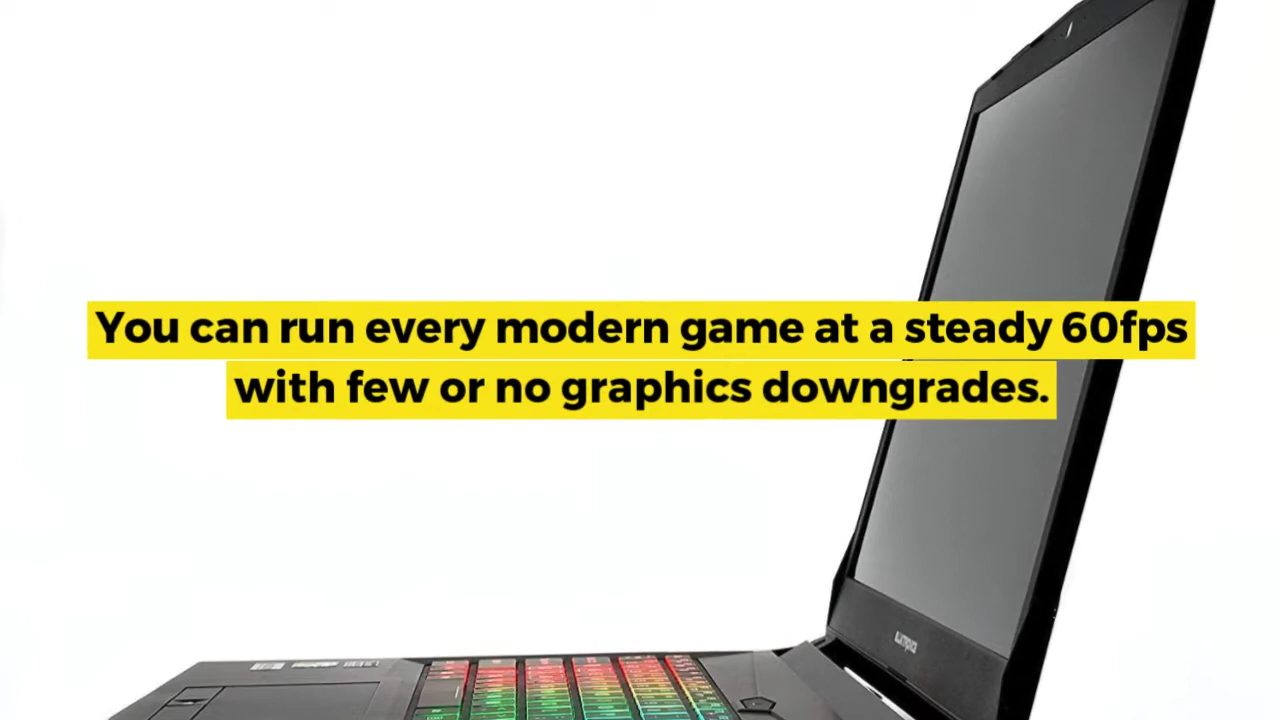 You can run every modern game at a steady 60fps
with few or no graphics downgrades.